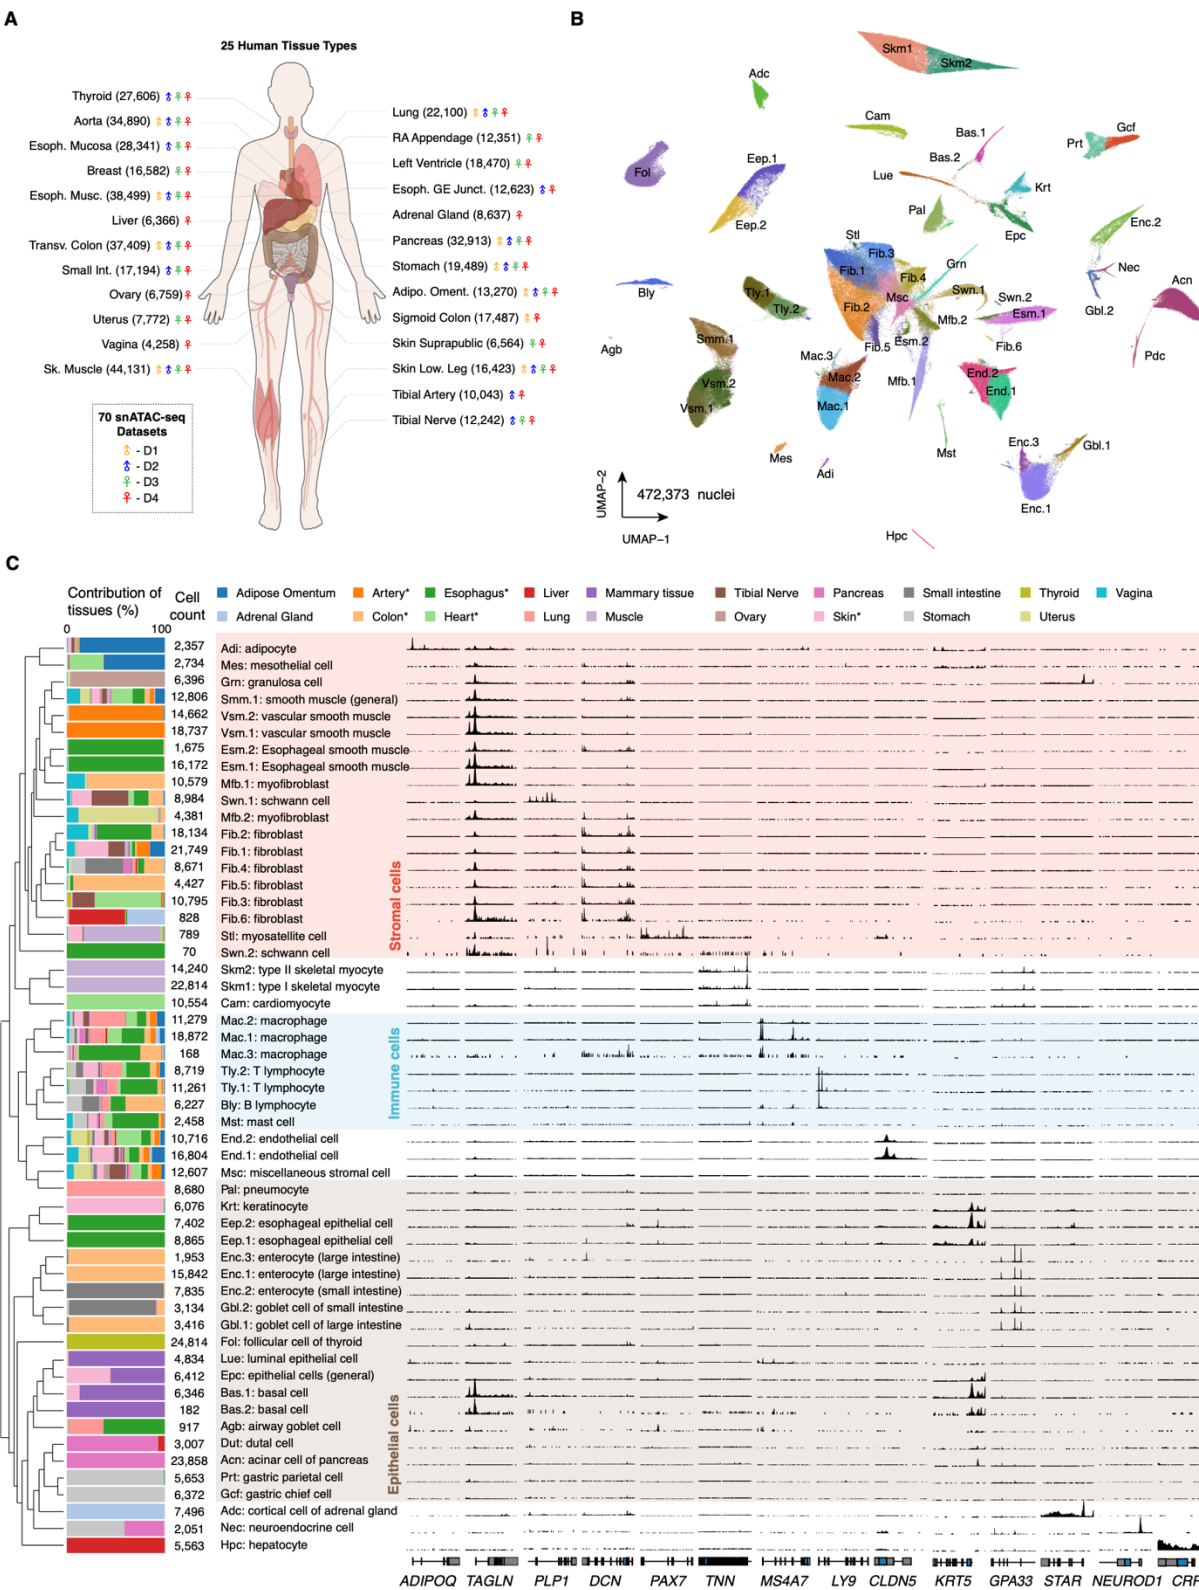 A
25 Human Tissue Types
Thyroid (27,606)
Aorta (34,890)
Esoph. Mucosa (28,341)
Breast (16,582)
Esoph. Musc. (38,499)
Liver (6,366)
Transv. Colon (37,409)
Small Int. (17,194)
Ovary (6,759)
Uterus (7,772)
Vagina (4,258)
Sk. Muscle (44,131)
Lung (22,100)
RA Appendage (12,351)
Left Ventricle (18,470)
Esoph. GE Junct. (12,623)
Adrenal Gland (8,637)
Pancreas (32,913)
Stomach (19,489)
Adipo. Oment. (13,270)
Sigmoid Colon (17,487)
Skin Suprapublic (6,564)
Skin Low. Leg (16,423)
Tibial Artery (10,043)
Tibial Nerve (12,242)
70 snATAC-seq
Datasets
- D1
- D2
- D3
- D4
B
Skm1
Skm2
Adc
Cam
Bas.1
Bas.2
Prt
Gcf
Fol
Eep.1
Eep.2
Lue
Krt
Pal
Epc
Enc.2
Stl
Fib.3
Fib.1
Fib.4
Grn
Nec
Acn
Bly
Tly.1
Tly.2
Fib.2
Msc
Swn.1
Swn.2
Esm.1
Gbl.2
Mfb.2
Smm.1
Agb
Fib.5
Esm.2
Fib.6
Pdc
Mac.3
Mac.2
Mac.1
Mfb.1
End.2
End.1
Vsm.2
Vsm.1
Mes
Adi
Mst
Enc.3
Gbl.1
Enc.1
Hpc
UMAP-2
472,373 nuclei
UMAP-1
C
Contribution of
tissues (%)
0 100
Cell
count
Adipose Omentum Artery* Esophagus* Liver Mammary tissue Tibial Nerve Pancreas Small intestine Thyroid Vagina
Adrenal Gland Colon* Heart* Lung Muscle Ovary Skin* Stomach Uterus
2,357 Adi: adipocyte
2,734 Mes: mesothelial cell
6,396 Grn: granulosa cell
12,806 Smm.1: smooth muscle (general)
14,662 Vsm.2: vascular smooth muscle
18,737 Vsm.1: vascular smooth muscle
1,675 Esm.2: Esophageal smooth muscle
16,172 Esm.1: Esophageal smooth muscle
10,579 Mfb.1: myofibroblast
8,984 Swn.1: schwann cell
4,381 Mfb.2: myofibroblast
18,134 Fib.2: fibroblast
21,749 Fib.1: fibroblast
8,671 Fib.4: fibroblast
4,427 Fib.5: fibroblast
10,795 Fib.3: fibroblast
828 Fib.6: fibroblast
789 Stl: myosatellite cell
70 Swn.2: schwann cell
Stromal cells
14,240 Skm2: type II skeletal myocyte
22,814 Skm1: type I skeletal myocyte
10,554 Cam: cardiomyocyte
11,279 Mac.2: macrophage
18,872 Mac.1: macrophage
168 Mac.3: macrophage
8,719 Tly.2: T lymphocyte
11,261 Tly.1: T lymphocyte
6,227 Bly: B lymphocyte
2,458 Mst: mast cell
Immune cells
10,716 End.2: endothelial cell
16,804 End.1: endothelial cell
12,607 Msc: miscellaneous stromal cell
8,680 Pal: pneumocyte
6,076 Krt: keratinocyte
7,402 Eep.2: esophageal epithelial cell
8,865 Eep.1: esophageal epithelial cell
1,953 Enc.3: enterocyte (large intestine)
15,842 Enc.1: enterocyte (large intestine)
7,835 Enc.2: enterocyte (small intestine)
3,134 Gbl.2: goblet cell of small intestine
3,416 Gbl.1: goblet cell of large intestine
24,814 Fol: follicular cell of thyroid
4,834 Lue: luminal epithelial cell
6,412 Epc: epithelial cells (general)
6,346 Bas.1: basal cell
182 Bas.2: basal cell
917 Agb: airway goblet cell
3,007 Dut: dutal cell
23,858 Acn: acinar cell of pancreas
5,653 Prt: gastric parietal cell
6,372 Gcf: gastric chief cell
Epithelial cells
7,496 Adc: cortical cell of adrenal gland
2,051 Nec: neuroendocrine cell
5,563 Hpc: hepatocyte
ADIPOQ TAGLN PLP1 DCN PAX7 TNN MS4A7 LY9 CLDN5 KRT5 GPA33 STAR NEUROD1 CRP